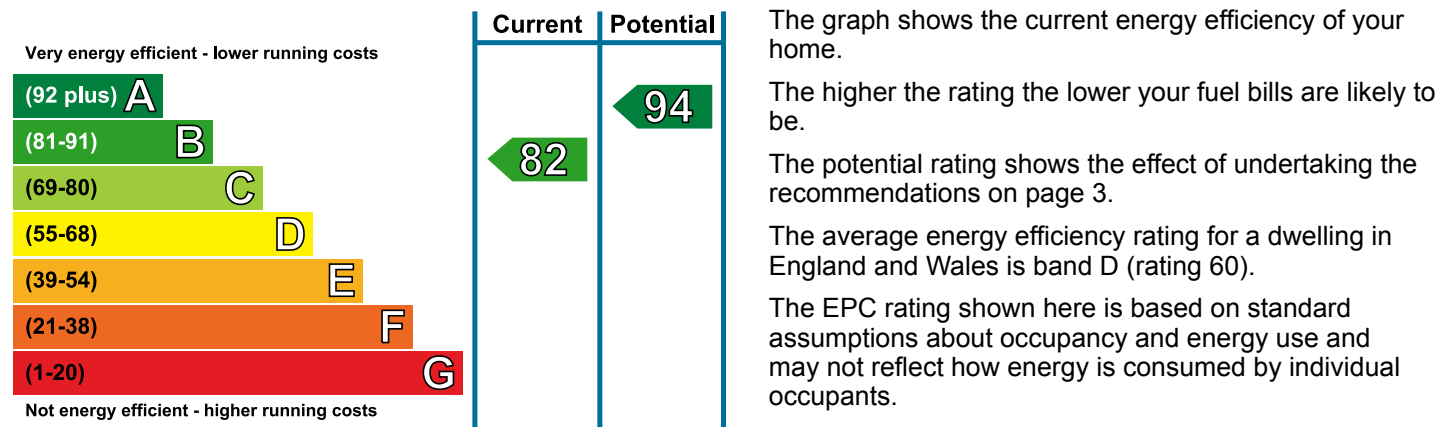 Current Potential
Very energy efficient - lower running costs
(92 plus) A
94
(81-91) B
82
(69-80) C
(55-68) D
(39-54) E
(21-38) F
(1-20) G
Not energy efficient - higher running costs
The graph shows the current energy efficiency of your
home.
The higher the rating the lower your fuel bills are likely to
be.
The potential rating shows the effect of undertaking the
recommendations on page 3.
The average energy efficiency rating for a dwelling in
England and Wales is band D (rating 60).
The EPC rating shown here is based on standard
assumptions about occupancy and energy use and
may not reflect how energy is consumed by individual
occupants.